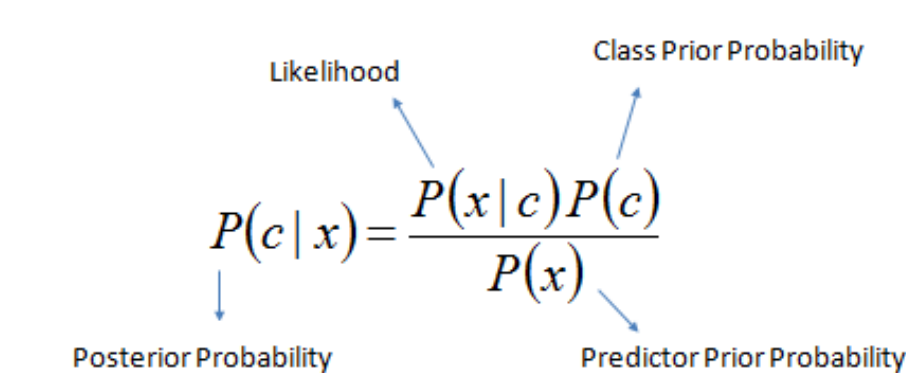 Likelihood
Class Prior Probability
P(c | x) = P(x | c)P(c)
P(x)
Posterior Probability
Predictor Prior Probability